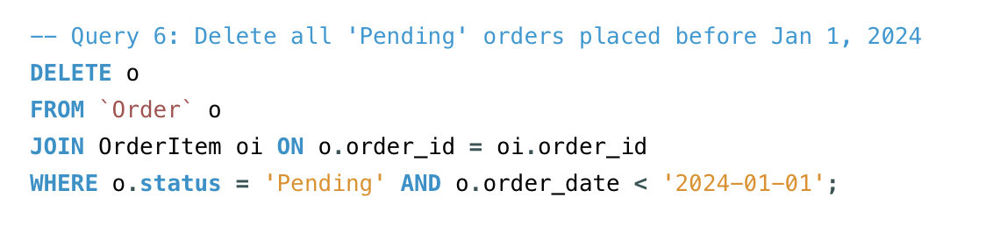 -- Query 6: Delete all 'Pending' orders placed before Jan 1, 2024
DELETE o
FROM `Order` o
JOIN OrderItem oi ON o.order_id = oi.order_id
WHERE o.status = 'Pending' AND o.order_date < '2024-01-01';